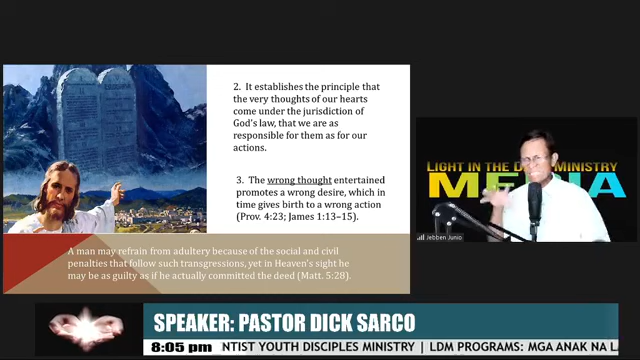 2. It establishes the principle that
the very thoughts of our hearts
come under the jurisdiction of
God's law, that we are as
responsible for them as for our
actions.
3. The wrong thought entertained
promotes a wrong desire, which in
time gives birth to a wrong action
(Prov. 4:23; James 1:13–15).
A man may refrain from adultery because of the social and civil
penalties that follow such transgressions, yet in Heaven's sight he
may be as guilty as if he actually committed the deed (Matt. 5:28).
LIGHT IN THE MINISTRY
Jebben Junio
SPEAKER: PASTOR DICK SARCO
8:05 pm NTIST YOUTH DISCIPLES MINISTRY | LDM PROGRAMS: MGA ANAK NA L